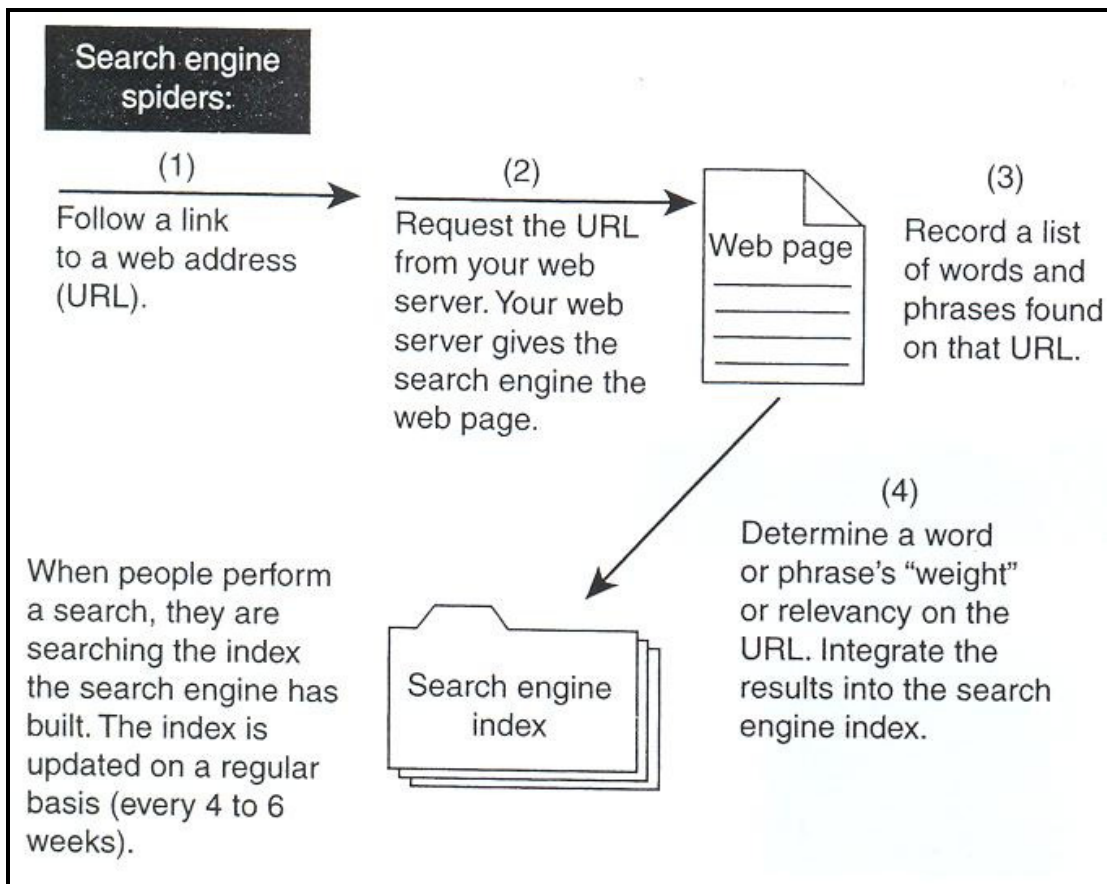 Search engine
spiders:
(1)
Follow a link
to a web address
(URL).
(2)
Request the URL
from your web
server. Your web
server gives the
search engine the
web page.
Web page
(3)
Record a list
of words and
phrases found
on that URL.
(4)
Determine a word
or phrase's “weight”
or relevancy on the
URL. Integrate the
results into the search
engine index.
Search engine
index
When people perform
a search, they are
searching the index
the search engine has
built. The index is
updated on a regular
basis (every 4 to 6
weeks).